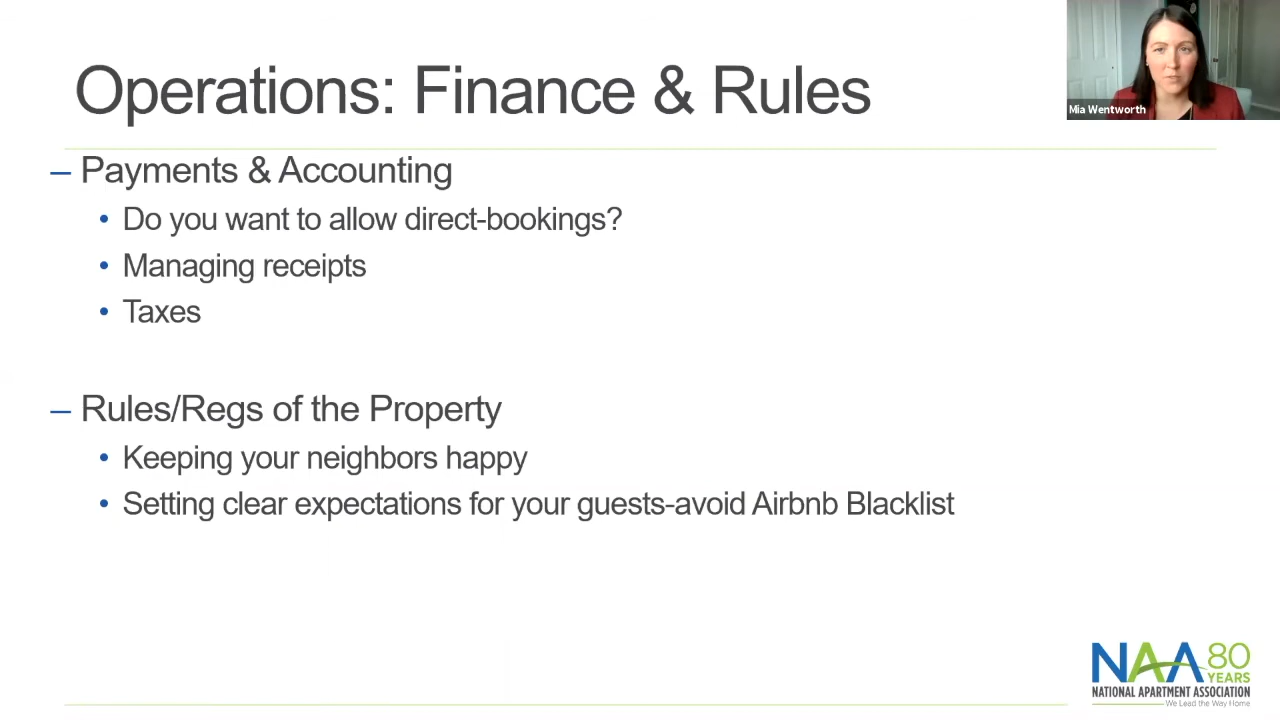 Operations: Finance & Rules
Mia Wentworth
– Payments & Accounting
• Do you want to allow direct-bookings?
• Managing receipts
• Taxes
– Rules/Regs of the Property
• Keeping your neighbors happy
• Setting clear expectations for your guests-avoid Airbnb Blacklist
NAA 80
YEARS
NATIONAL APARTMENT ASSOCIATION
We Lead the Way Home